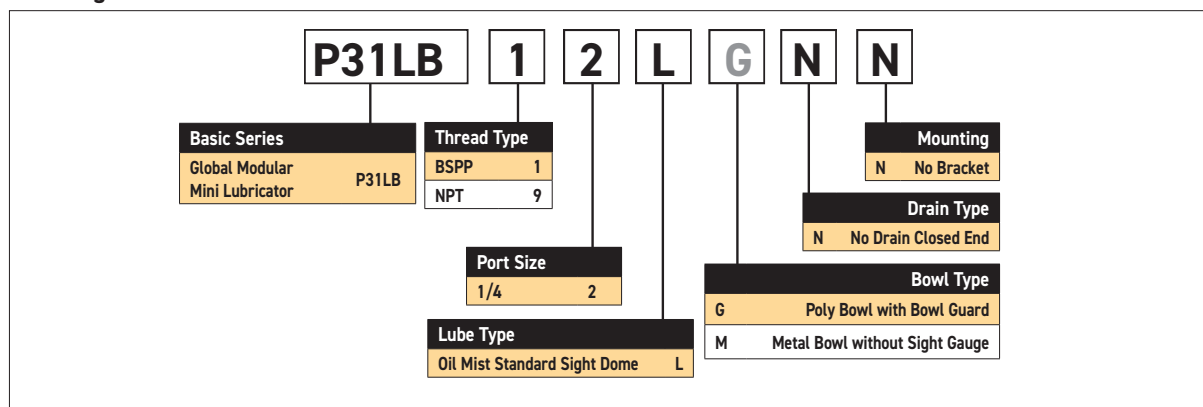 P31LB 1 2 L G N N
Basic Series
Global Modular
Mini Lubricator
P31LB
Thread Type
BSPP 1
NPT 9
Mounting
N No Bracket
Drain Type
N No Drain Closed End
Port Size
1/4 2
Bowl Type
G Poly Bowl with Bowl Guard
M Metal Bowl without Sight Gauge
Lube Type
Oil Mist Standard Sight Dome L